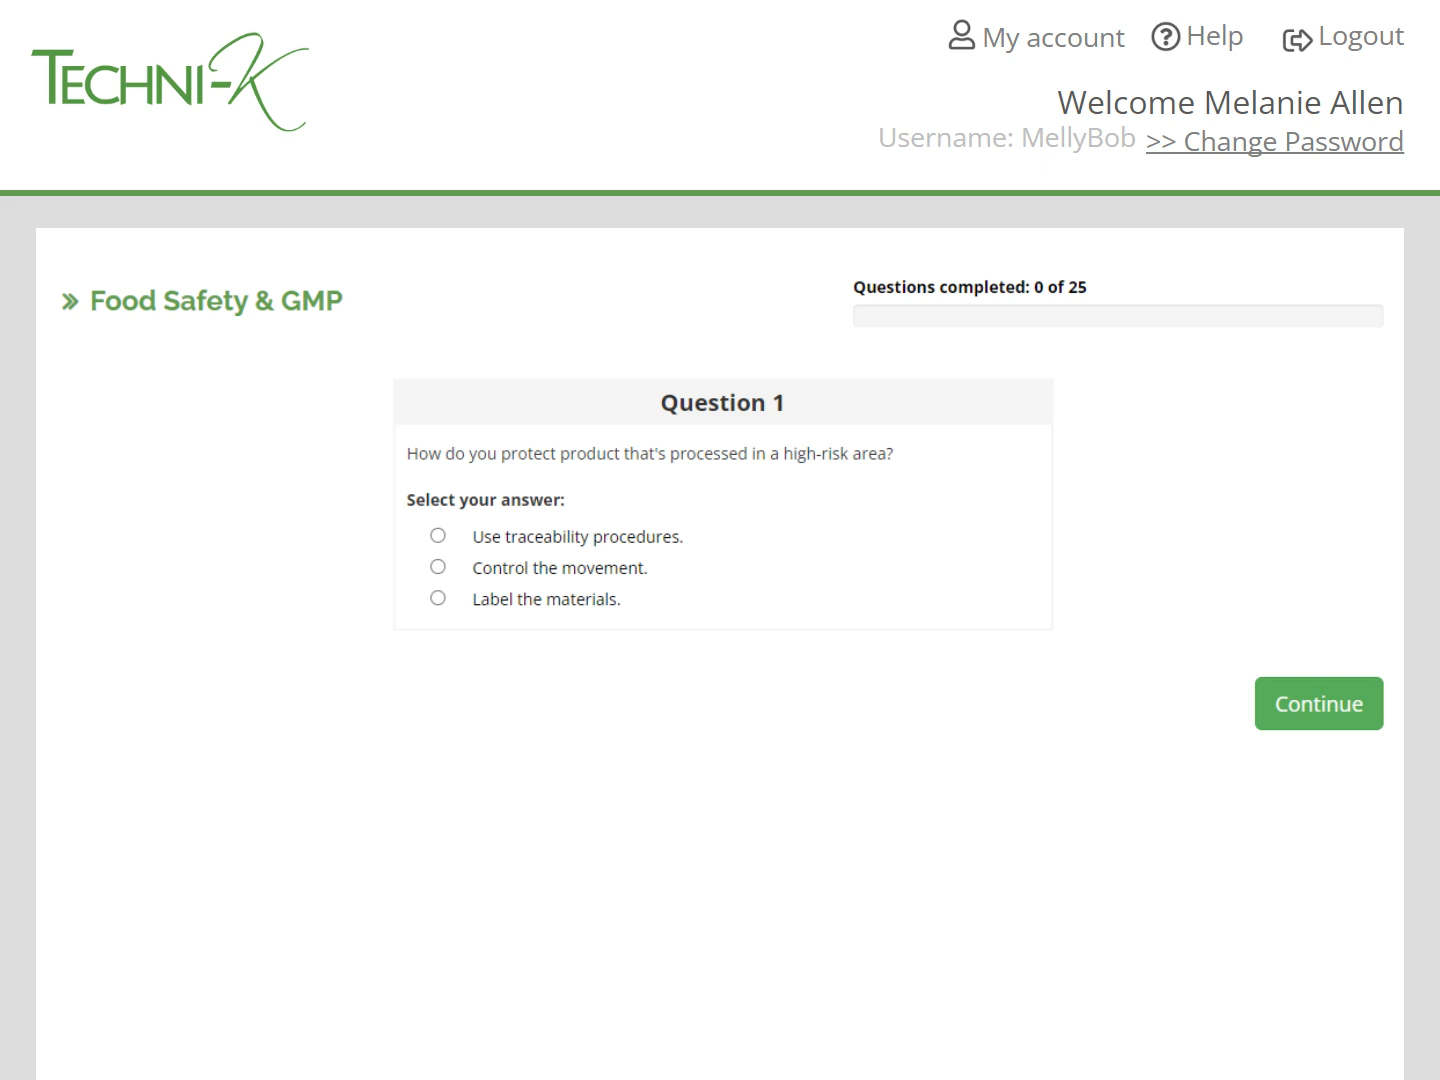 TECHNI-K
My account
Help
Logout
Welcome Melanie Allen
Username: MellyBob >> Change Password
» Food Safety & GMP
Questions completed: 0 of 25
Question 1
How do you protect product that's processed in a high-risk area?
Select your answer:
Use traceability procedures.
Control the movement.
Label the materials.
Continue